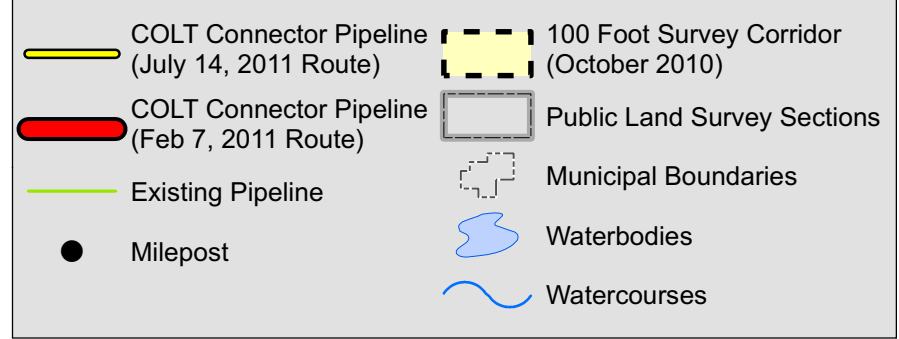 COLT Connector Pipeline
(July 14, 2011 Route)
COLT Connector Pipeline
(Feb 7, 2011 Route)
Existing Pipeline
Milepost
100 Foot Survey Corridor
(October 2010)
Public Land Survey Sections
Municipal Boundaries
Waterbodies
Watercourses